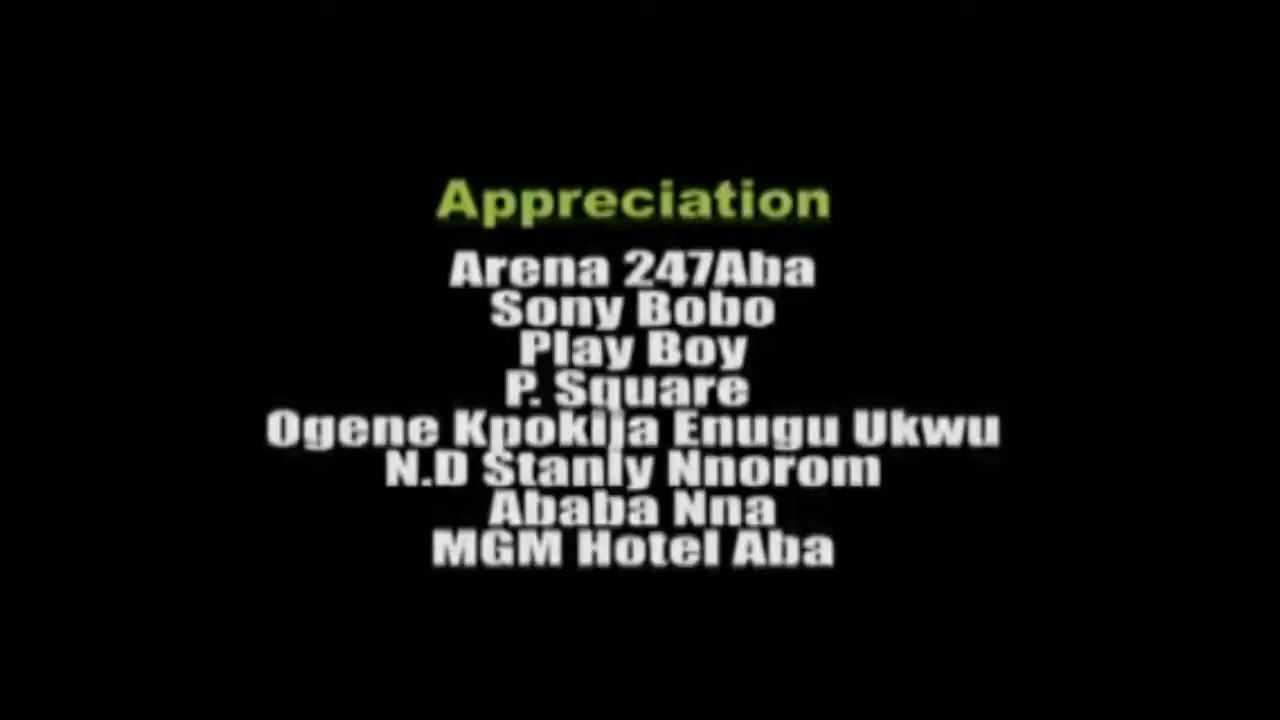 Appreciation
Arena 247Aba
Sony Bobo
Play Boy
P. Square
Ogene Kpokija Enugu Ukwu
N.D Stanly Nnorom
Ababa Nna
MGM Hotel Aba